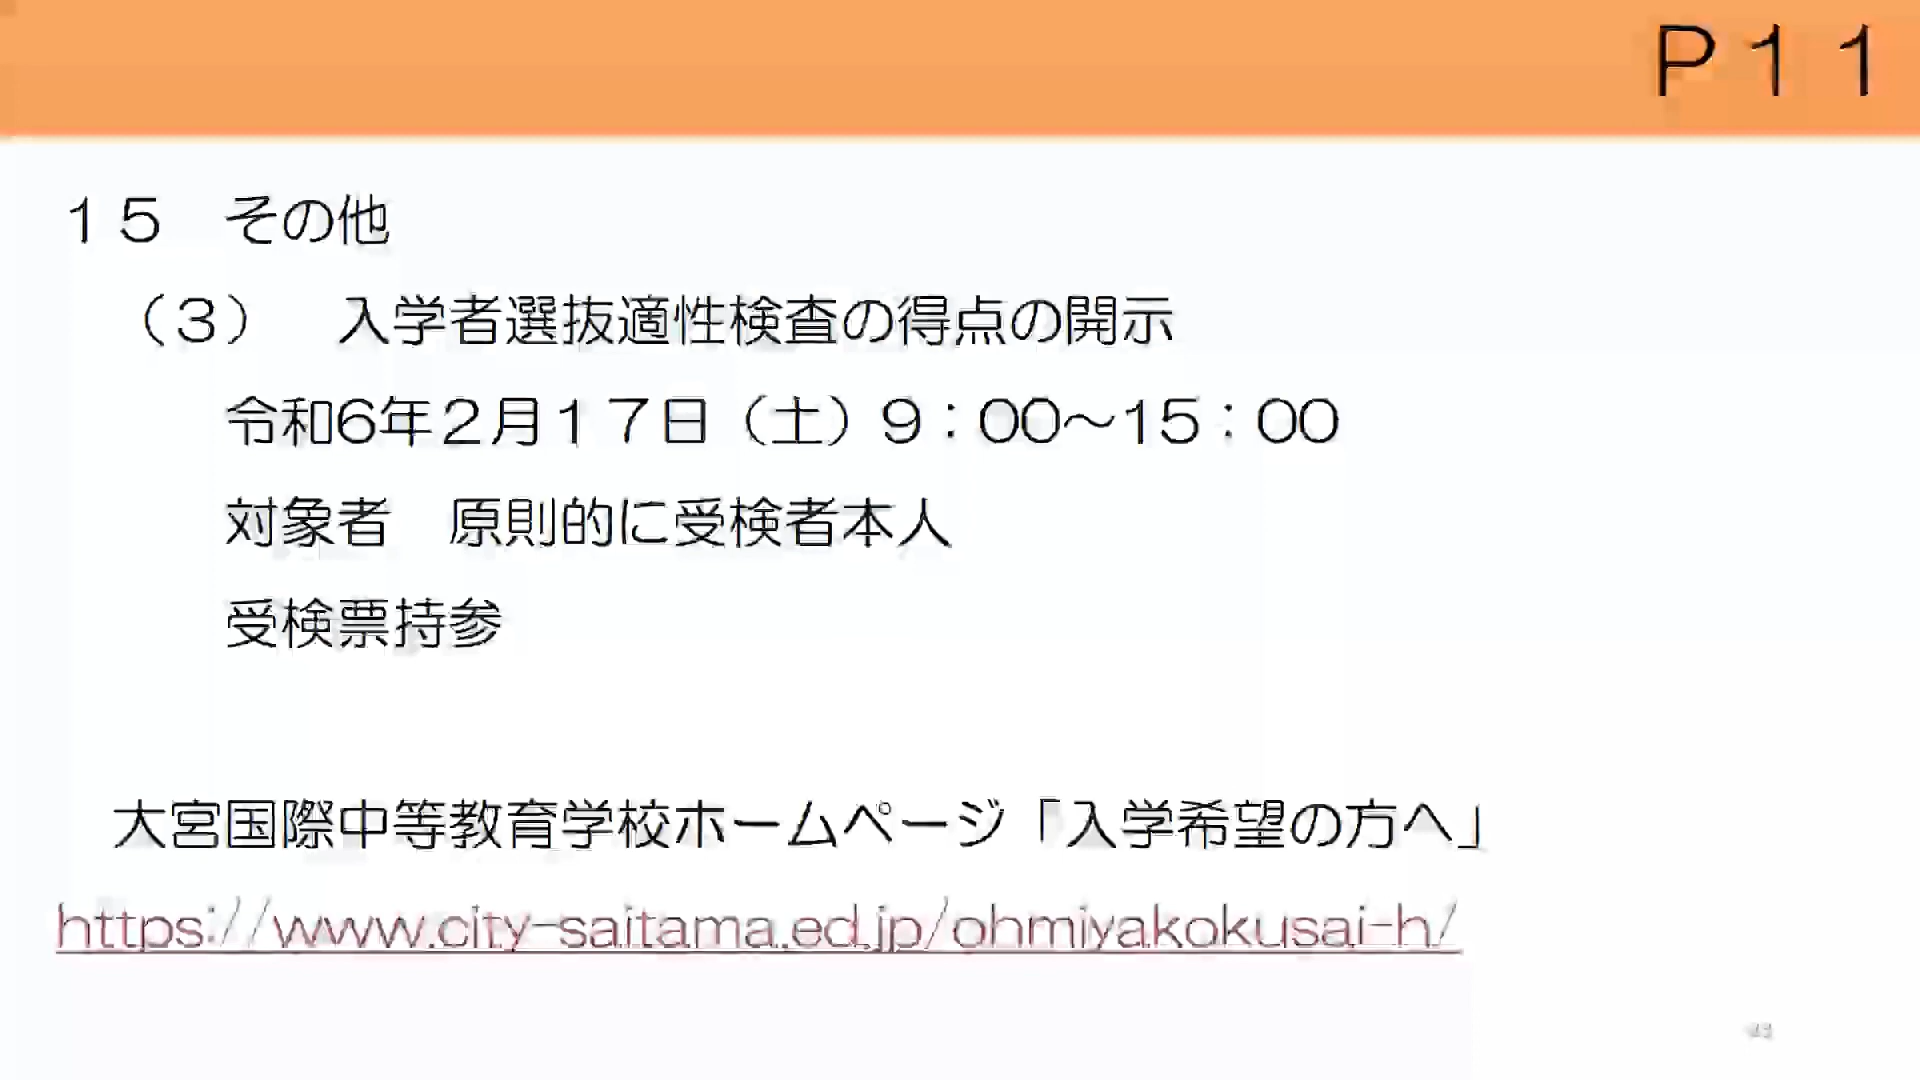 Ｐ１１
１５　その他
（３）　入学者選抜適性検査の得点の開示
令和6年２月１７日（土）９：00～15：00
対象者　原則的に受検者本人
受検票持参
大宮国際中等教育学校ホームページ「入学希望の方へ」
https://www.city-saitama.ed.jp/ohmiyakokusai-h/